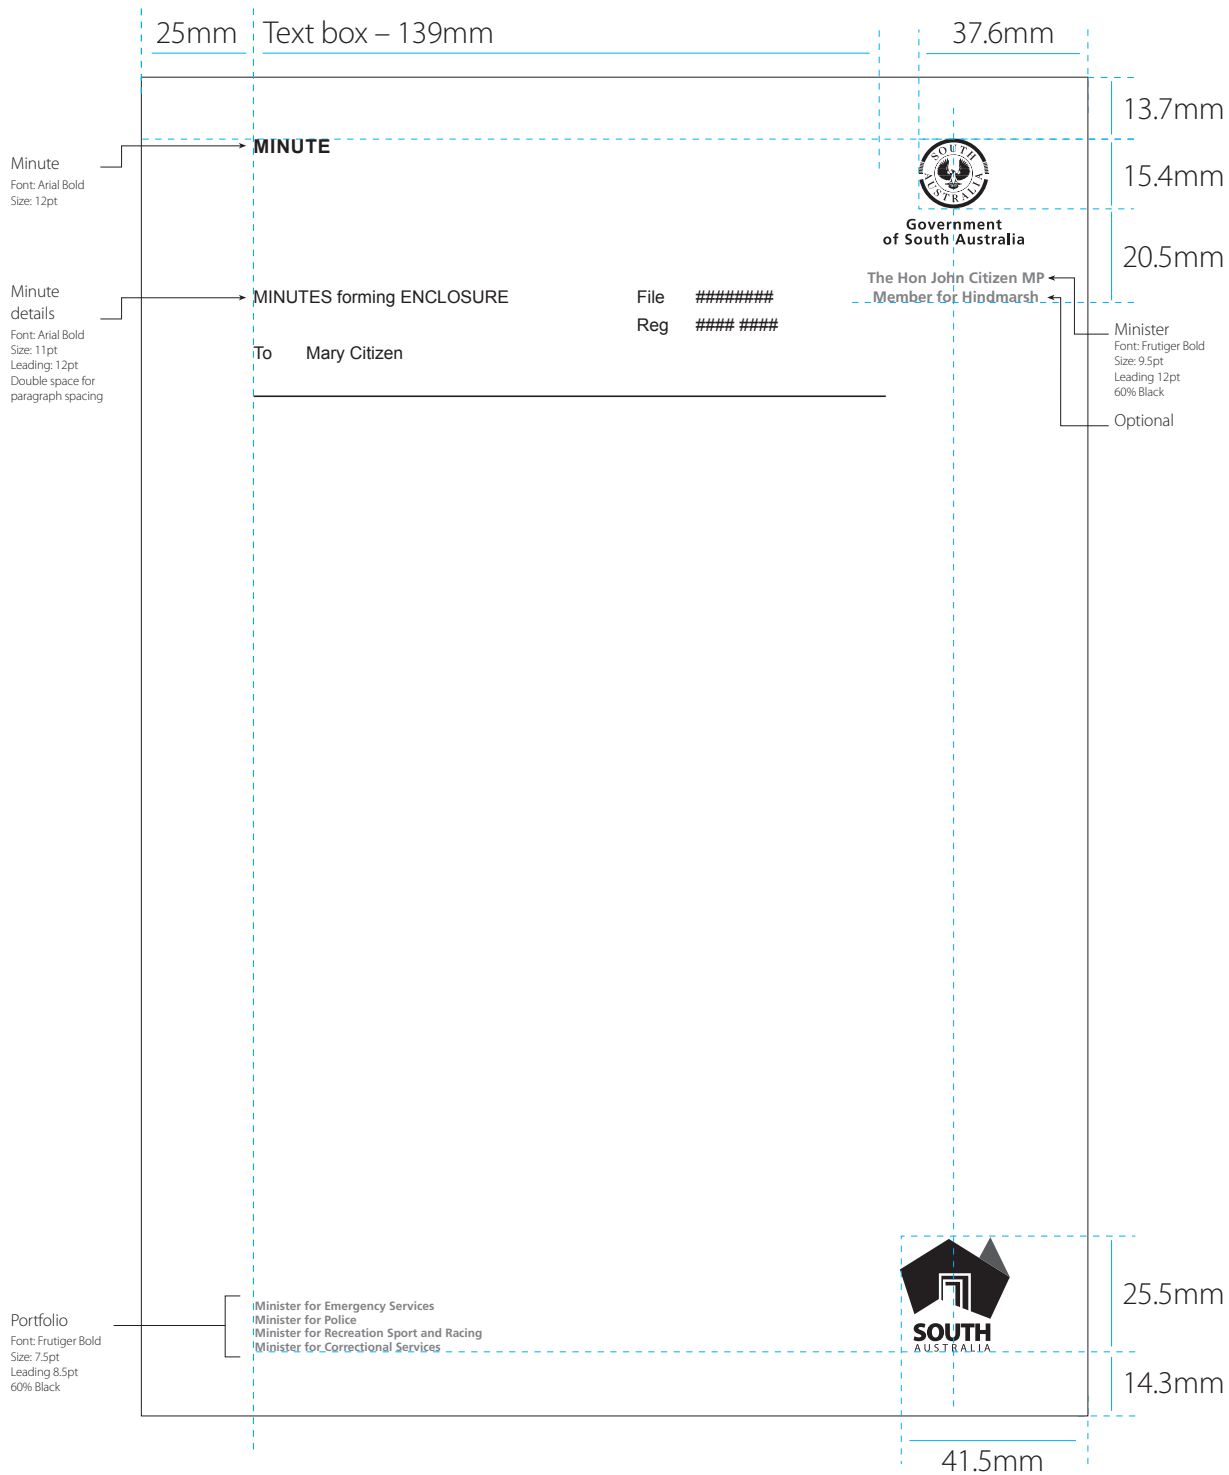 25mm
Text box – 139mm
37.6mm
13.7mm
15.4mm
20.5mm
Minute
Font: Arial Bold
Size: 12pt
MINUTE
SOUTH
AUSTRALIA
Government
of South Australia
The Hon John Citizen MP
Member for Hindmarsh
Minute
details
Font: Arial Bold
Size: 11pt
Leading: 12pt
Double space for
paragraph spacing
MINUTES forming ENCLOSURE
File ########
Reg #### ####
To Mary Citizen
Minister
Font: Frutiger Bold
Size: 9.5pt
Leading 12pt
60% Black
Optional
Portfolio
Font: Frutiger Bold
Size: 7.5pt
Leading 8.5pt
60% Black
Minister for Emergency Services
Minister for Police
Minister for Recreation Sport and Racing
Minister for Correctional Services
SOUTH
AUSTRALIA
25.5mm
14.3mm
41.5mm